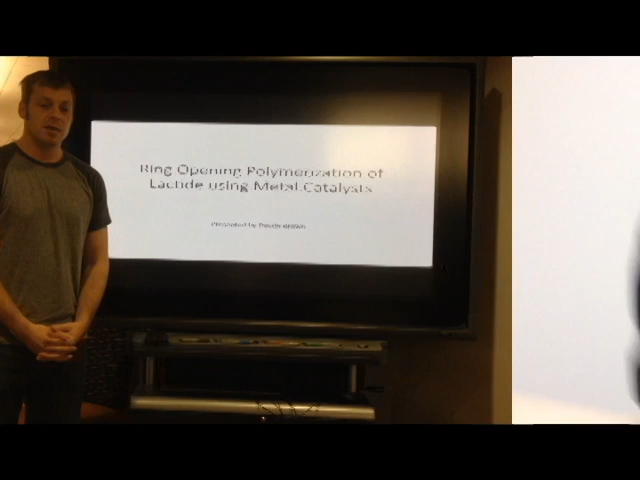 Ring Opening Polymerization of
Lactide using Metal Catalysts
Presented by